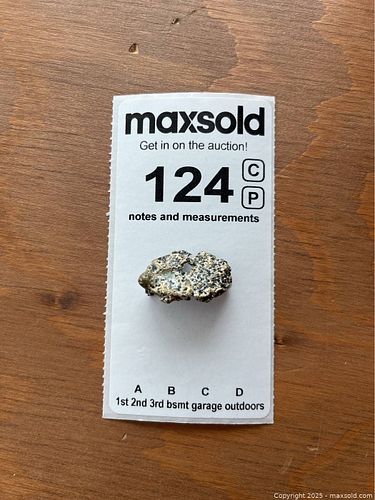 maxsold
Get in on the auction!
124 C
P
notes and measurements
A B C D
1st 2nd 3rd bsmt garage outdoors
Copyright 2025 - maxsold.com